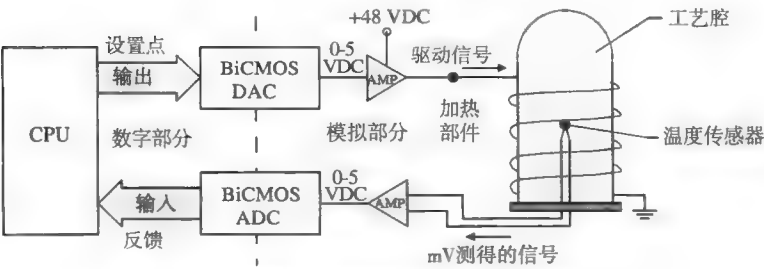 +48 VDC
设置点
输出
BiCMOS
DAC
0-5
VDC
AMP
驱动信号
工艺腔
CPU
数字部分
模拟部分
加热
部件
温度传感器
输入
反馈
BiCMOS
ADC
0-5
VDC
AMP
mV测得的信号